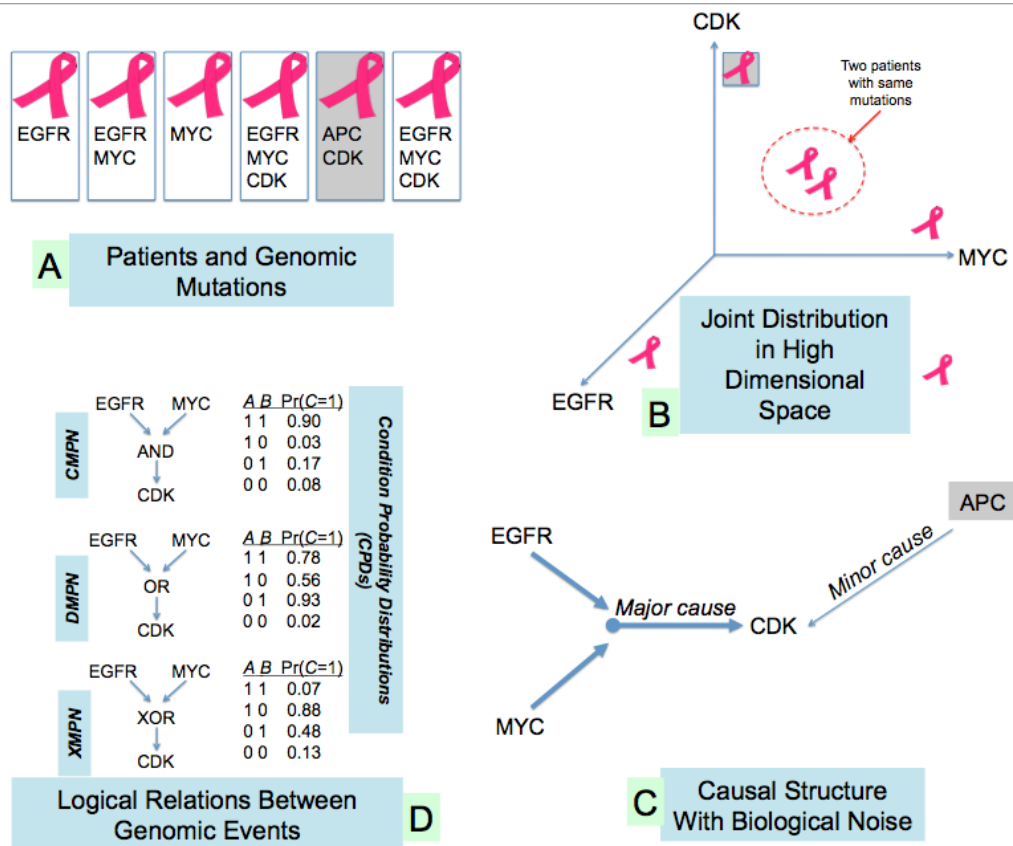 EGFR
EGFR
MYC
MYC
EGFR
MYC
CDK
APC
CDK
EGFR
MYC
CDK
A
Patients and Genomic
Mutations
CDK
Two patients
with same
mutations
MYC
EGFR
B
Joint Distribution
in High
Dimensional
Space
CMPN
EGFR MYC
AND
CDK
A B Pr(C=1)
1 1 0.90
1 0 0.03
0 1 0.17
0 0 0.08
DMPN
EGFR MYC
OR
CDK
A B Pr(C=1)
1 1 0.78
1 0 0.56
0 1 0.93
0 0 0.02
XMPN
EGFR MYC
XOR
CDK
A B Pr(C=1)
1 1 0.07
1 0 0.88
0 1 0.48
0 0 0.13
Condition Probability Distributions
(CPDs)
Logical Relations Between
Genomic Events
D
EGFR
MYC
Major cause
CDK
Minor cause
APC
C
Causal Structure
With Biological Noise